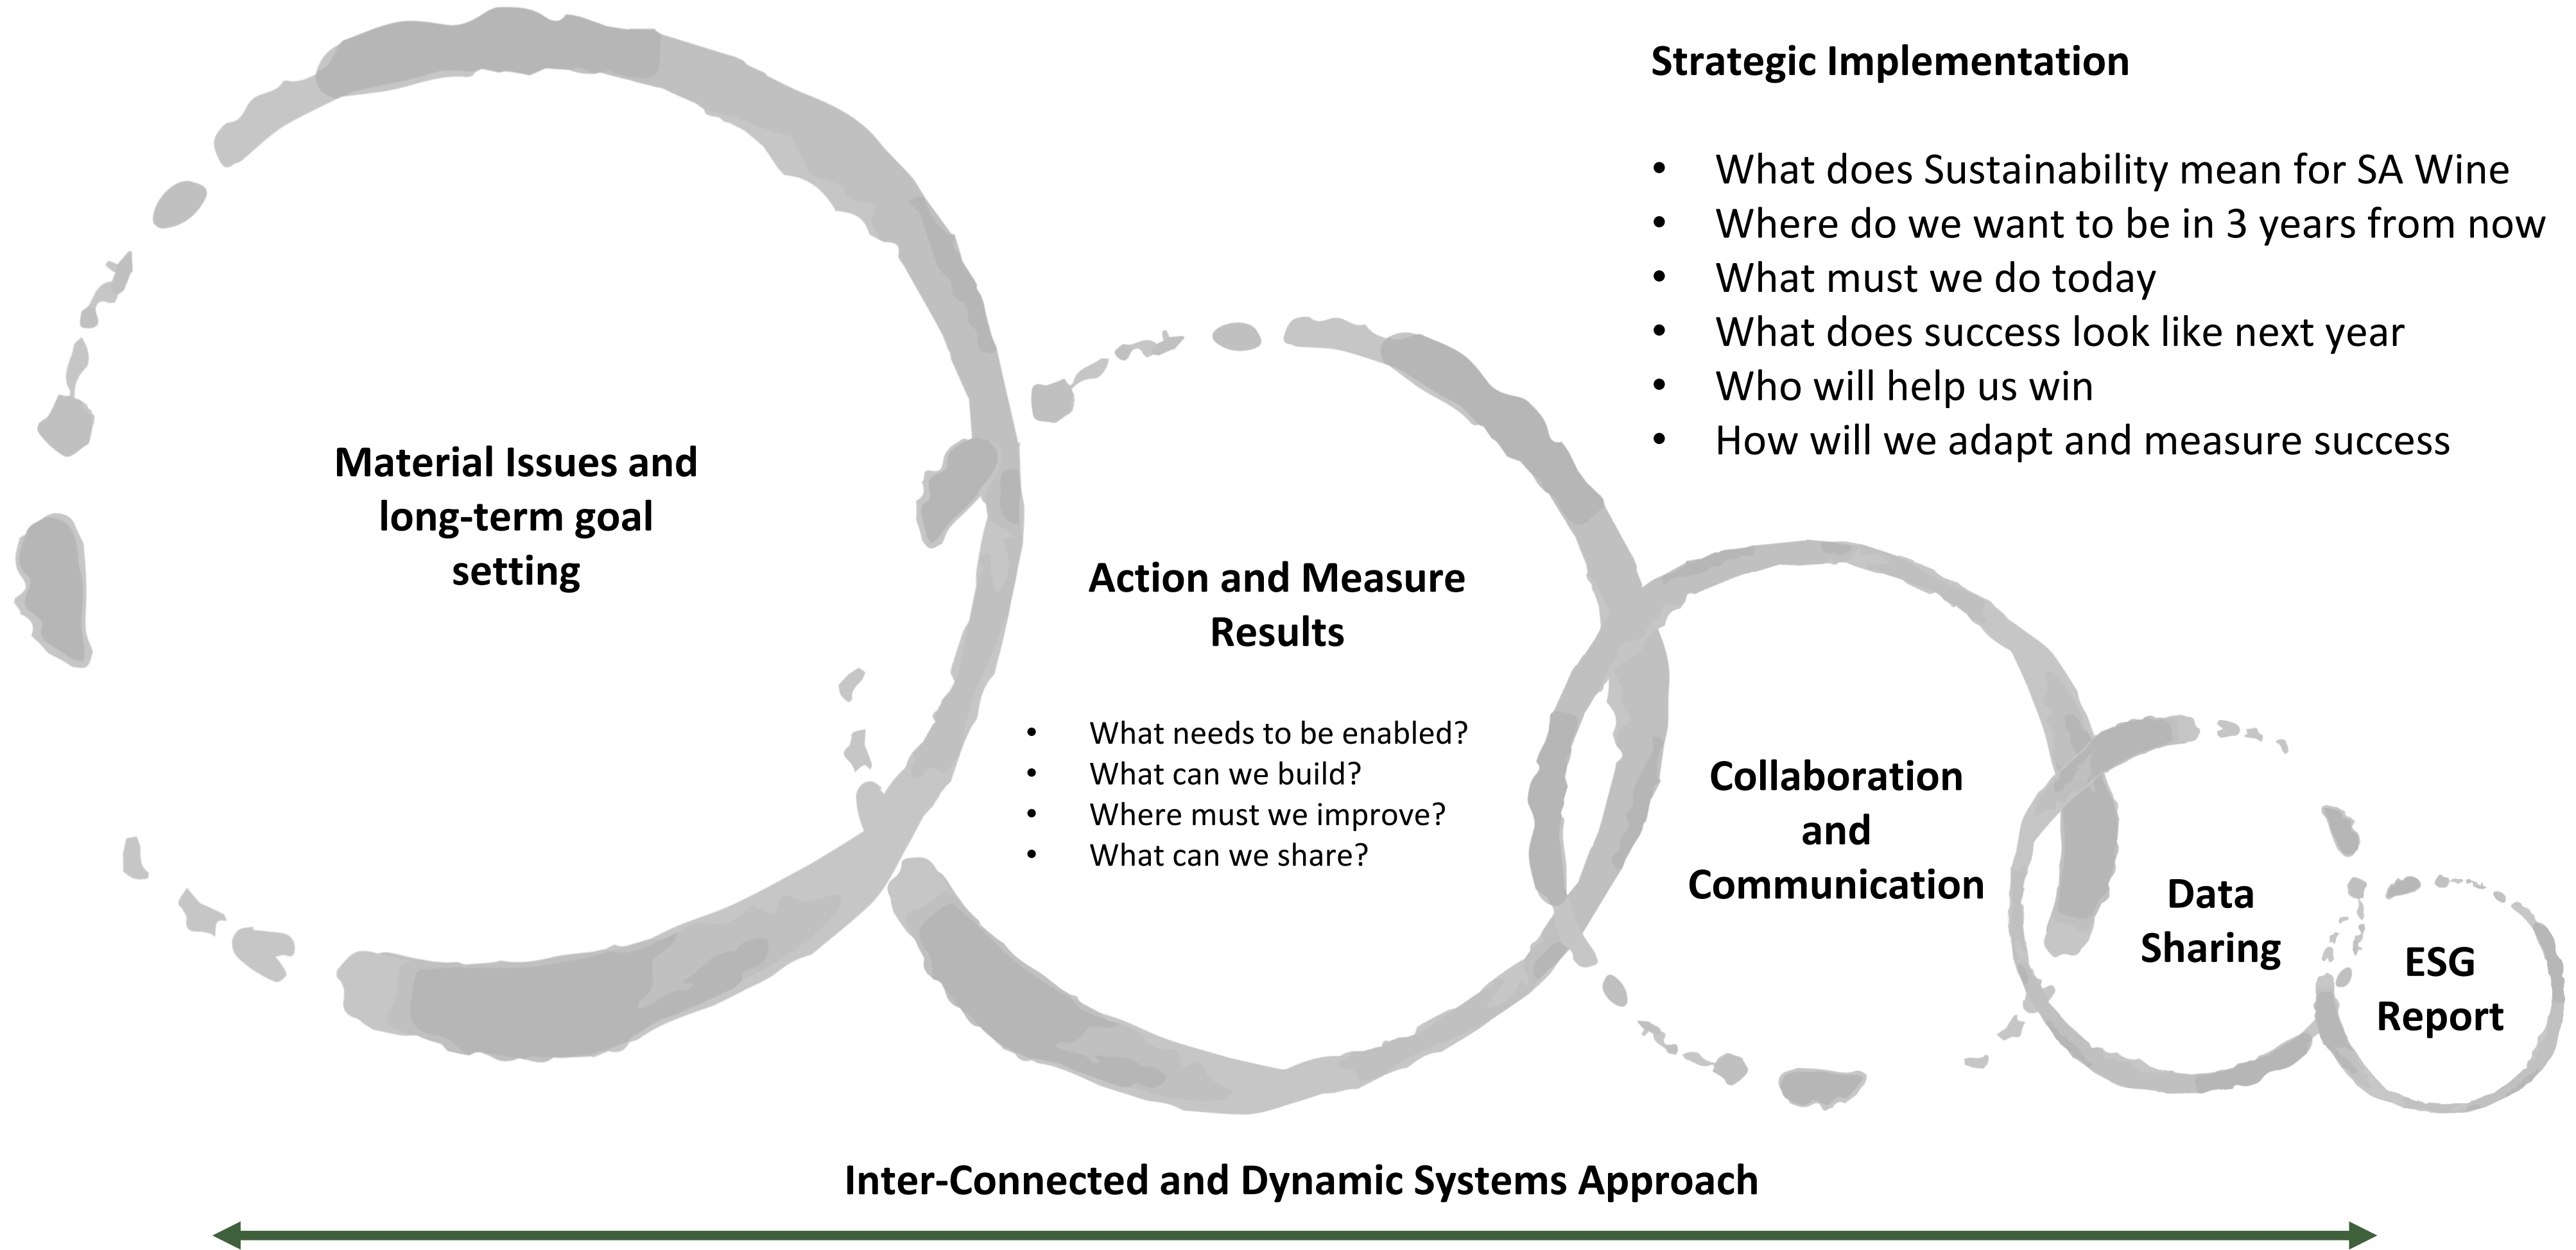 Strategic Implementation
• What does Sustainability mean for SA Wine
• Where do we want to be in 3 years from now
• What must we do today
• What does success look like next year
• Who will help us win
• How will we adapt and measure success
Material Issues and
long-term goal
setting
Action and Measure
Results
• What needs to be enabled?
• What can we build?
• Where must we improve?
• What can we share?
Collaboration
and
Communication
Data
Sharing
ESG
Report
Inter-Connected and Dynamic Systems Approach